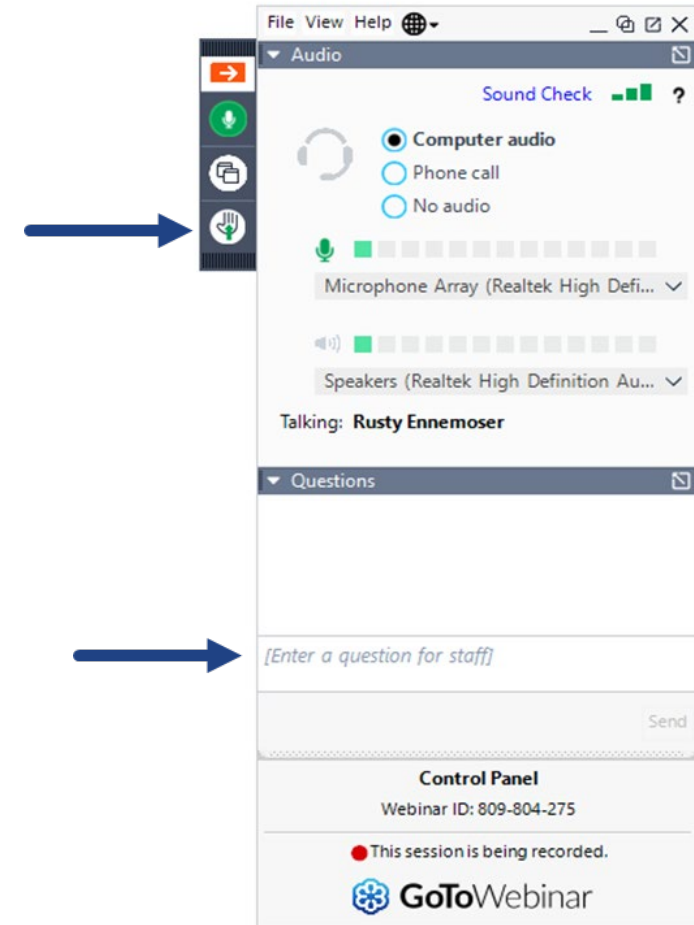 File View Help
Audio
Sound Check ?
Computer audio
Phone call
No audio
Microphone Array (Realtek High Defi...
Speakers (Realtek High Definition Au...
Talking: Rusty Ennemoser
Questions
[Enter a question for staff]
Send
Control Panel
Webinar ID: 809-804-275
This session is being recorded.
GoToWebinar